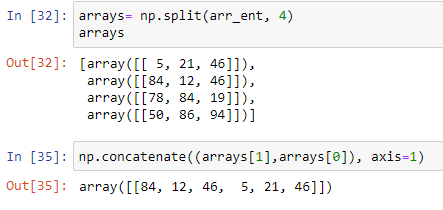 In [32]: arrays= np.split(arr_ent, 4)
arrays
Out[32]: [array([[ 5, 21, 46]]),
array([[84, 12, 46]]),
array([[78, 84, 19]]),
array([[50, 86, 94]])]
In [35]: np.concatenate((arrays[1],arrays[0]), axis=1)
Out[35]: array([[84, 12, 46,  5, 21, 46]])